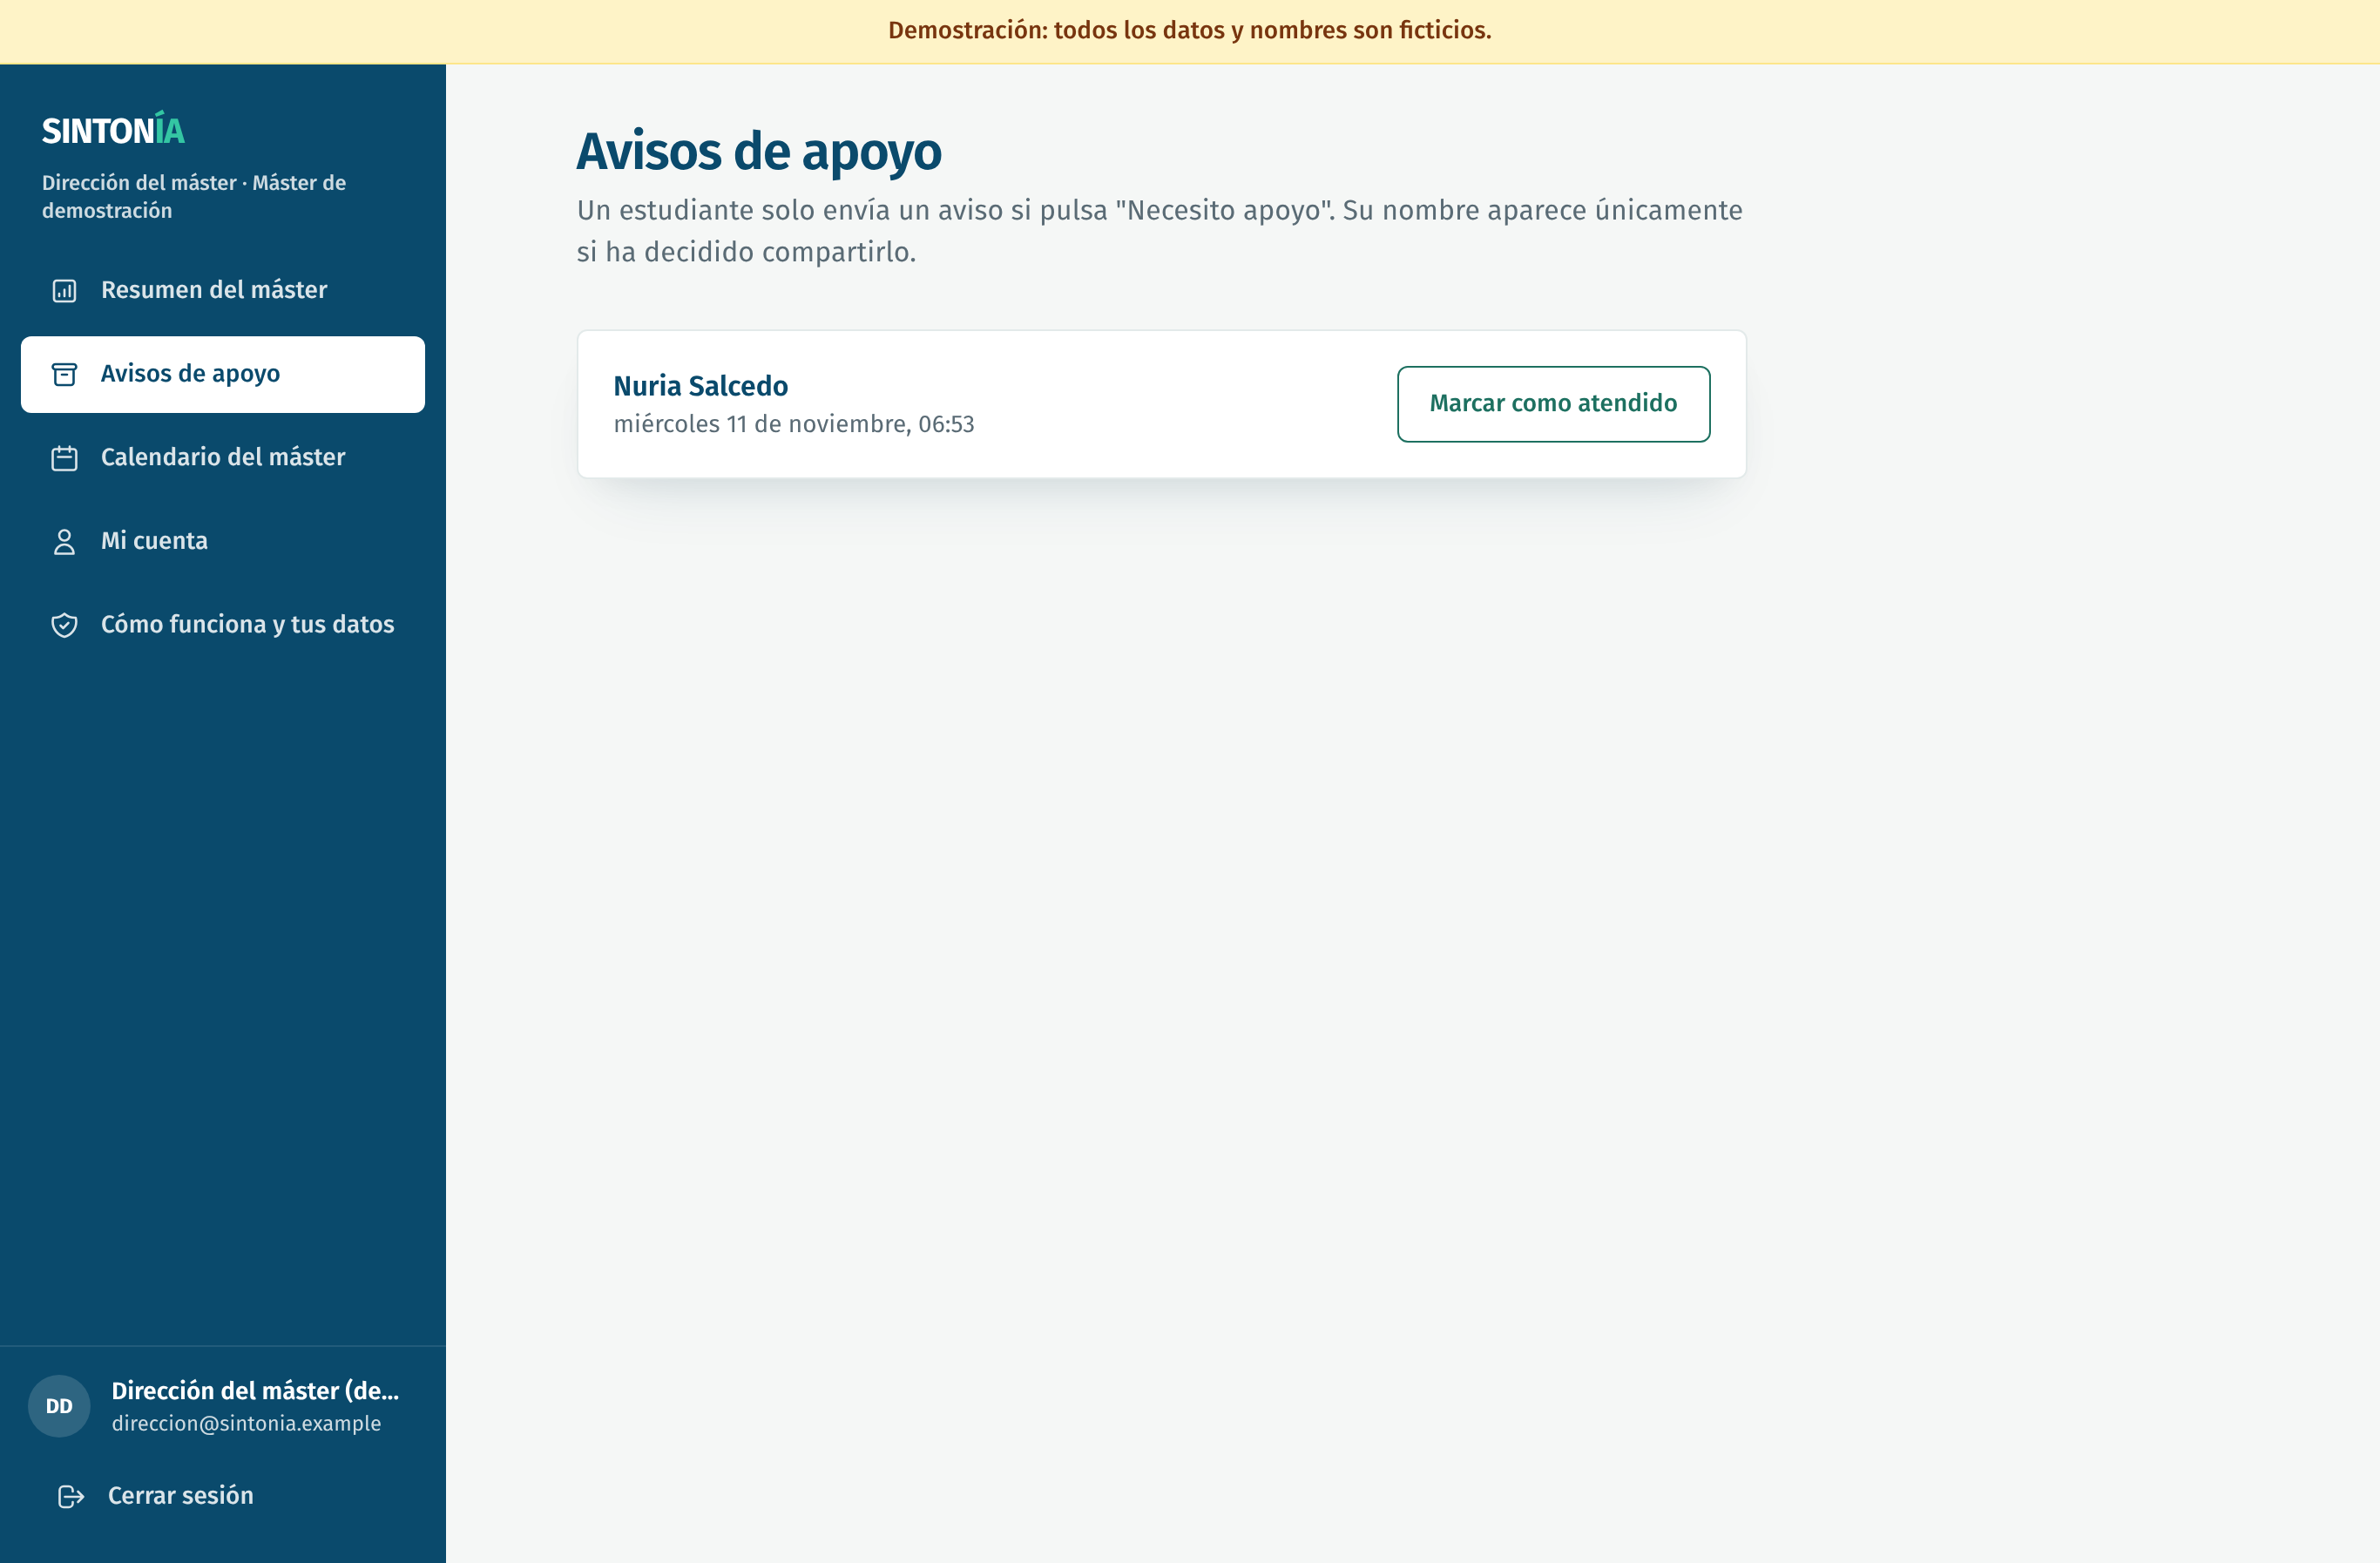 Demostración: todos los datos y nombres son ficticios.
SINTONÍA
Dirección del máster · Máster de
demostración
Resumen del máster
Avisos de apoyo
Calendario del máster
Mi cuenta
Cómo funciona y tus datos
DD
Dirección del máster (de...
direccion@sintonia.example
Cerrar sesión
Avisos de apoyo
Un estudiante solo envía un aviso si pulsa "Necesito apoyo". Su nombre aparece únicamente
si ha decidido compartirlo.
Nuria Salcedo
miércoles 11 de noviembre, 06:53
Marcar como atendido